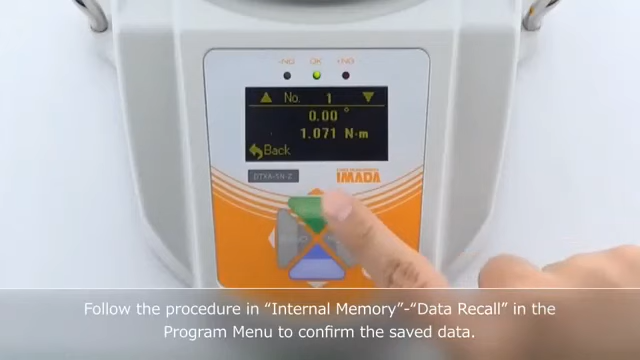 -NG OK +NG
▲ No. 1 ▼
0.00 °
1.071 N·m
Back
DTXA-5N-Z
IMADA
Follow the procedure in “Internal Memory”-“Data Recall” in the
Program Menu to confirm the saved data.